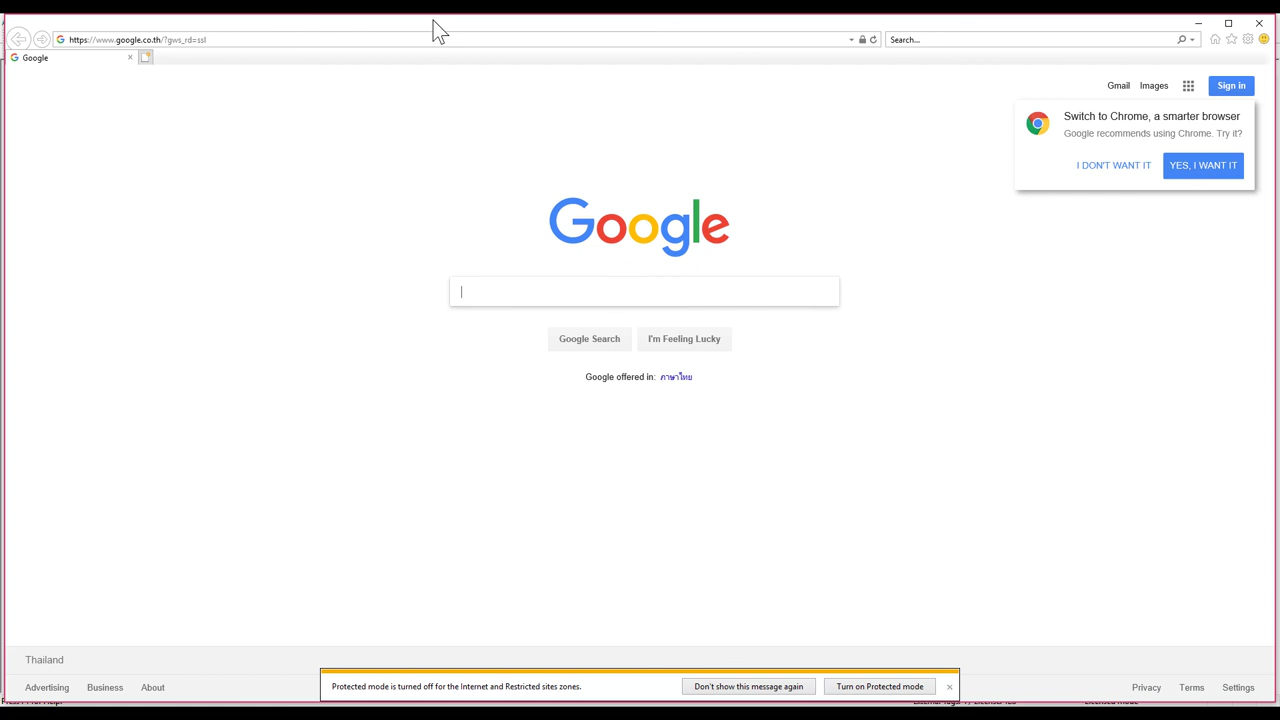 https://www.google.co.th/?gws_rd=ssl
Search...
Google
Gmail Images Sign in
Switch to Chrome, a smarter browser
Google recommends using Chrome. Try it?
I DON'T WANT IT YES, I WANT IT
Google
Google Search I'm Feeling Lucky
Google offered in: ภาษาไทย
Thailand
Protected mode is turned off for the Internet and Restricted sites zones. Don't show this message again Turn on Protected mode
Advertising Business About Privacy Terms Settings